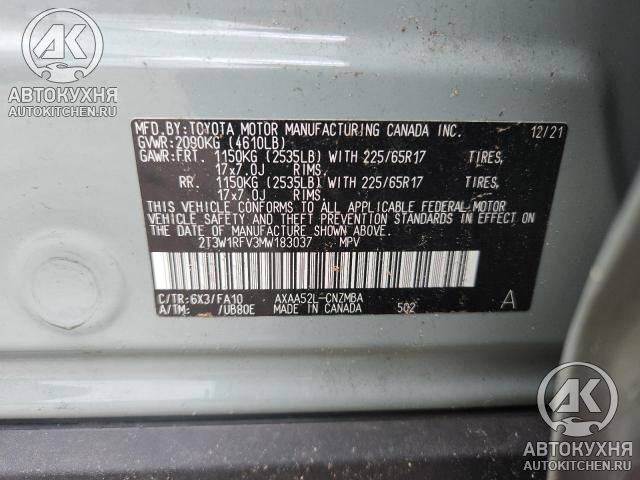 АК
АВТОКУХНЯ
AUTOKITCHEN.RU
MFD.BY:TOYOTA MOTOR MANUFACTURING CANADA INC. 12/21
GVWR:2090KG (4610LB)
GAWR:FRT. 1150KG (2535LB) WITH 225/65R17 TIRES,
17x7.0J RIMS.
RR. 1150KG (2535LB) WITH 225/65R17 TIRES,
17x7.0J RIMS.
THIS VEHICLE CONFORMS TO ALL APPLICABLE FEDERAL MOTOR
VEHICLE SAFETY AND THEFT PREVENTION STANDARDS IN EFFECT ON
THE DATE OF MANUFACTURE SHOWN ABOVE.
2T3W1RFV3MW183037 MPV
C/TR:6X3/FA10 AXAA52L-CNZMBA A
A/TM: /UB80E MADE IN CANADA 502
АК
АВТОКУХНЯ
AUTOKITCHEN.RU